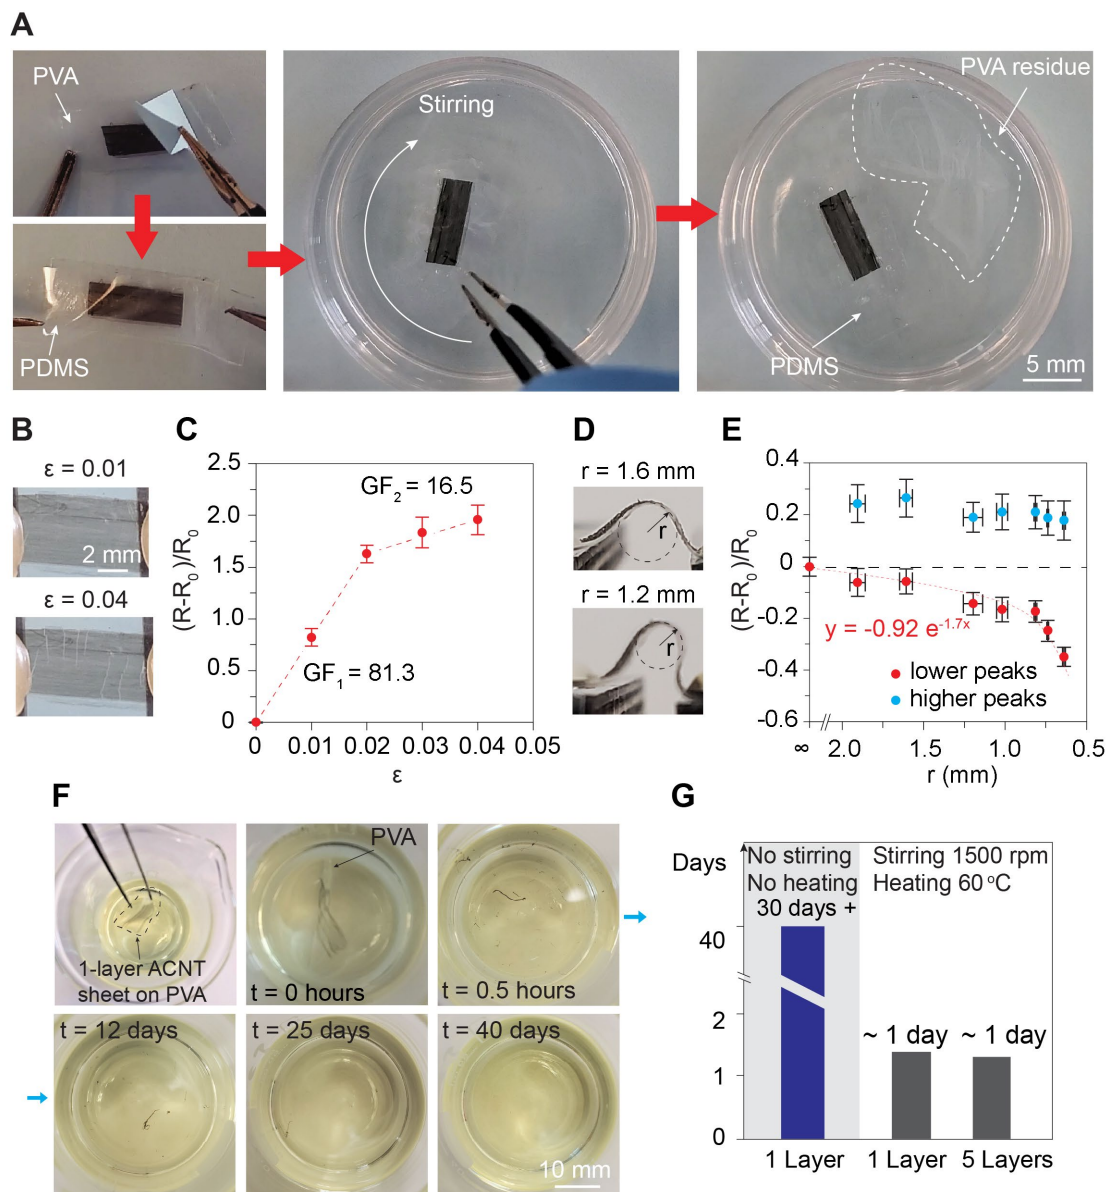 A
PVA
PDMS
Stirring
PVA residue
PDMS
5 mm
B
ε = 0.01
2 mm
ε = 0.04
C
(R-R0)/R0
2.5
2.0
1.5
1.0
0.5
0
GF2 = 16.5
GF1 = 81.3
0 0.01 0.02 0.03 0.04 0.05
ε
D
r = 1.6 mm
r
r = 1.2 mm
r
E
(R-R0)/R0
0.4
0.2
0
-0.2
-0.4
-0.6
y = -0.92 e-1.7x
lower peaks
higher peaks
∞ 2.0 1.5 1.0 0.5
r (mm)
F
1-layer ACNT
sheet on PVA
PVA
t = 0 hours
t = 0.5 hours
t = 12 days
t = 25 days
t = 40 days
10 mm
G
Days
40
2
1
0
No stirring
No heating
30 days +
Stirring 1500 rpm
Heating 60 °C
~ 1 day
~ 1 day
1 Layer
1 Layer
5 Layers